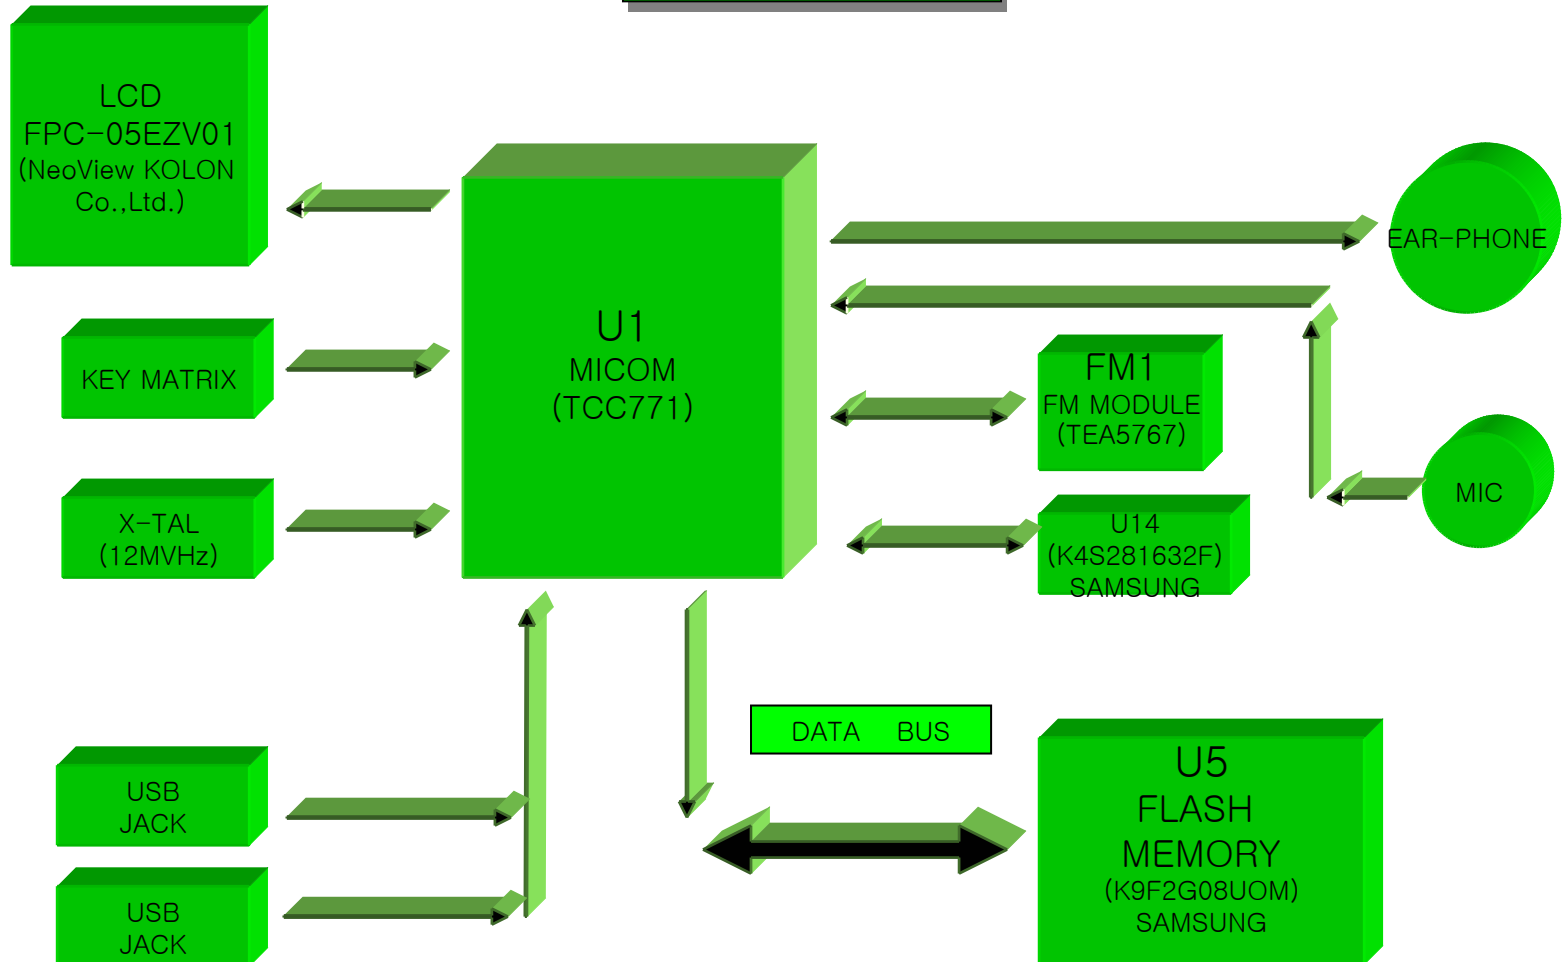 LCD
FPC-05EZV01
(NeoView KOLON
Co.,Ltd.)
U1
MICOM
(TCC771)
EAR-PHONE
KEY MATRIX
FM1
FM MODULE
(TEA5767)
MIC
X-TAL
(12MVHz)
U14
(K4S281632F)
SAMSUNG
DATA BUS
USB
JACK
U5
FLASH
MEMORY
(K9F2G08UOM)
SAMSUNG
USB
JACK